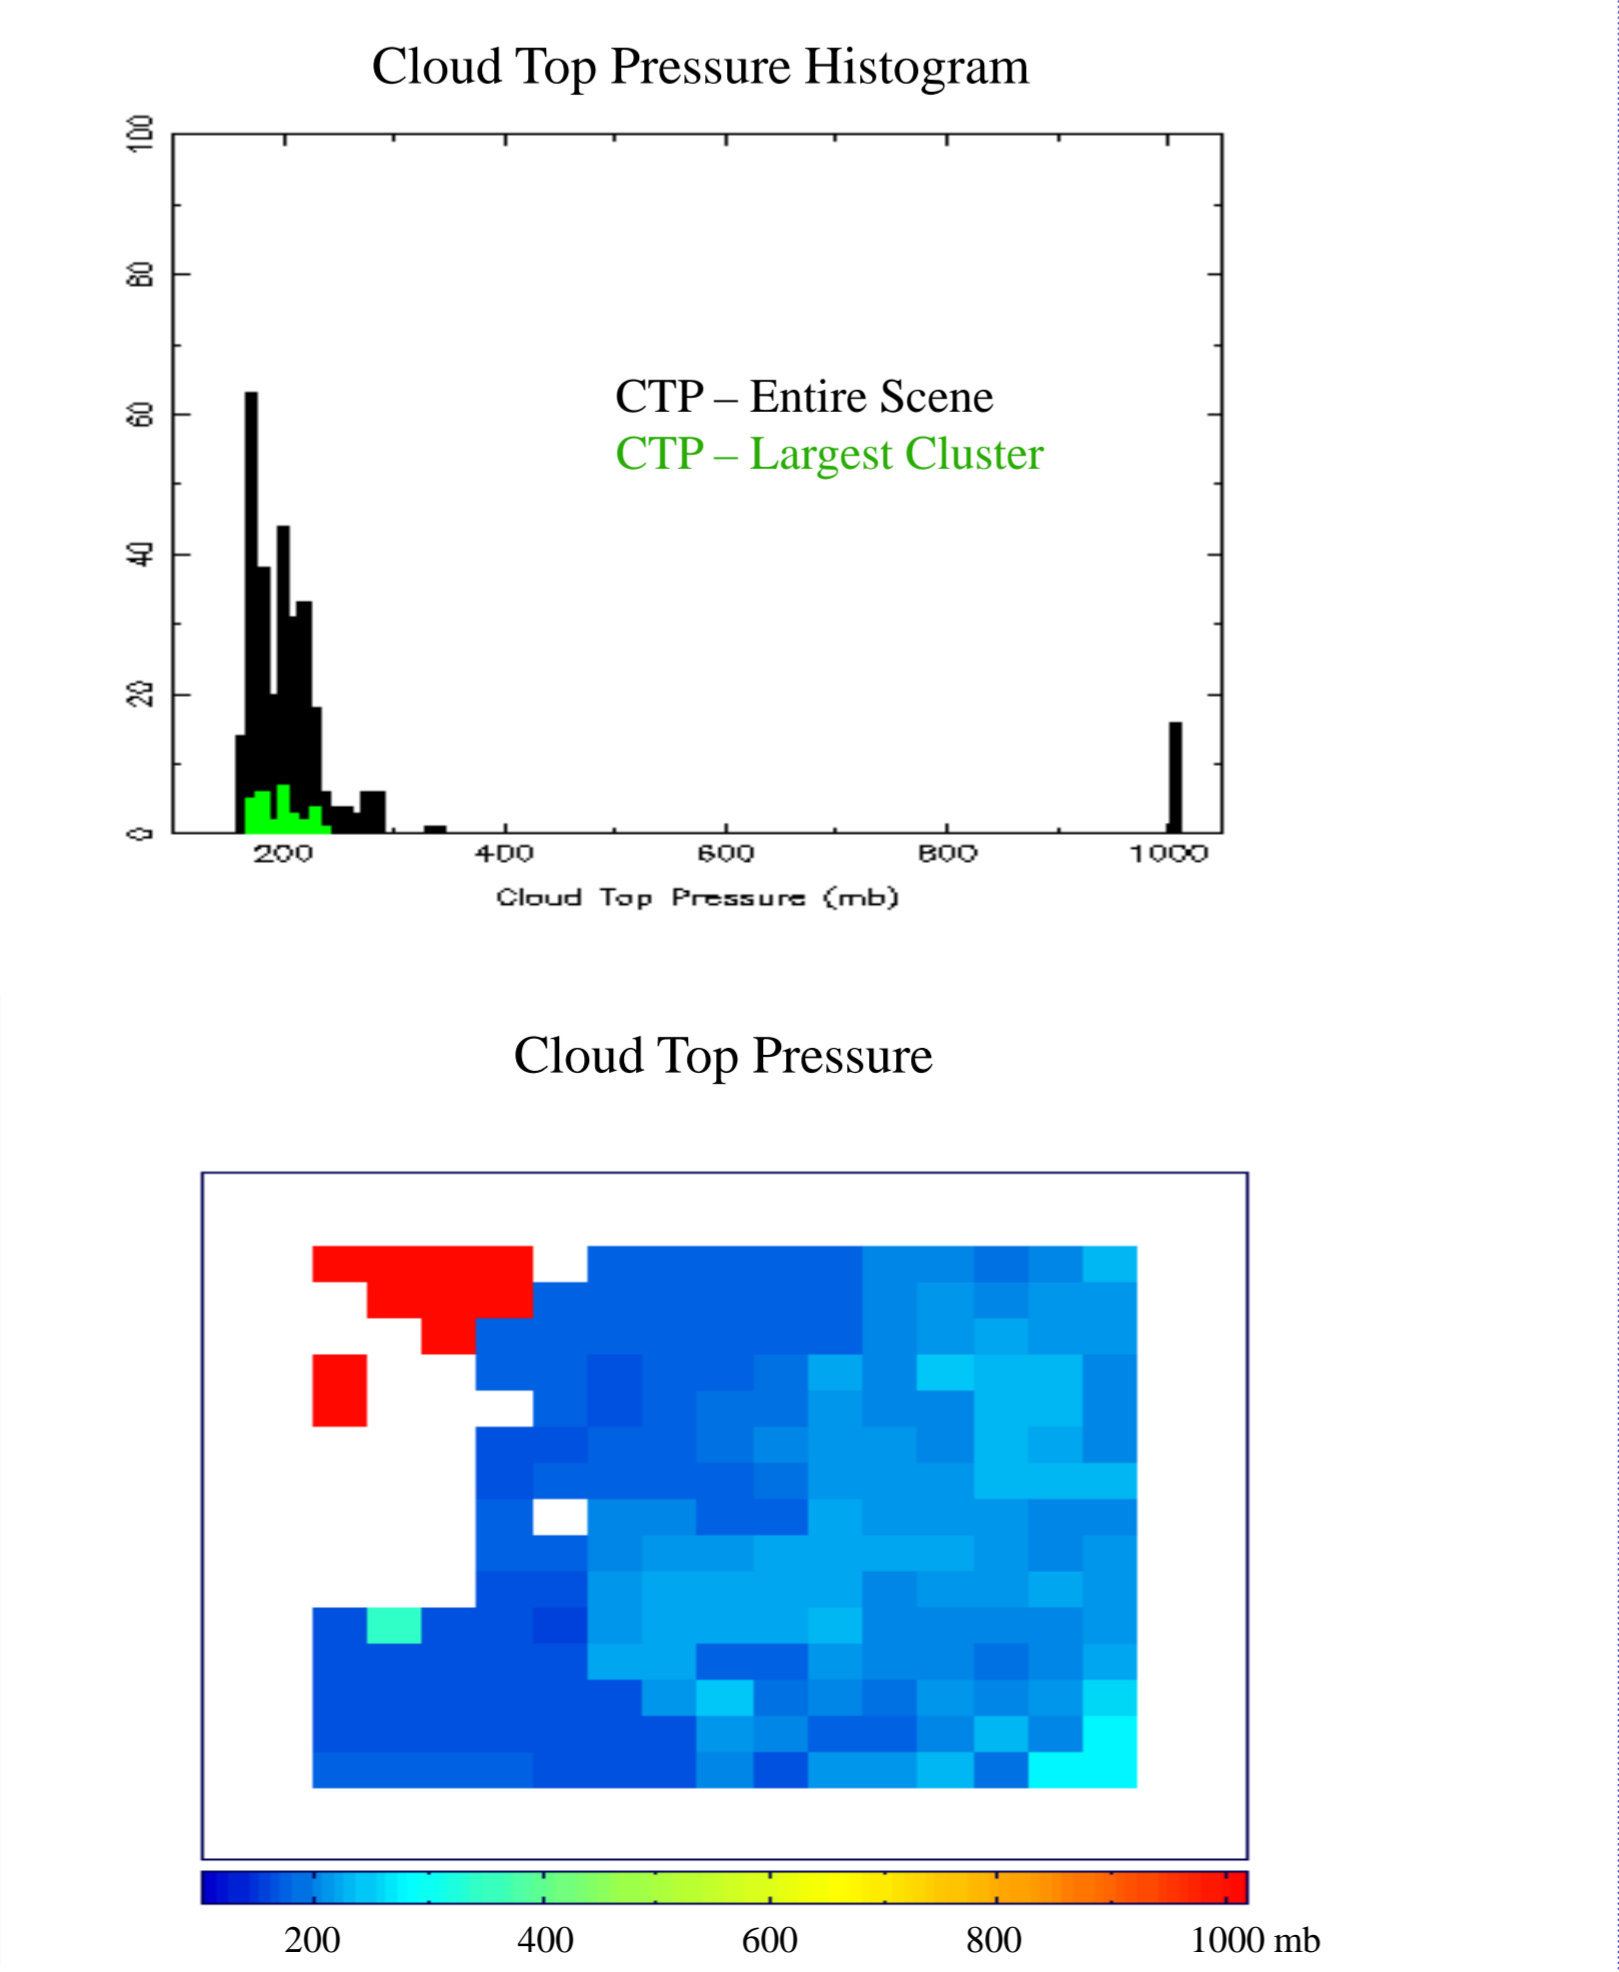 Cloud Top Pressure Histogram
100
80
60
40
20
0
CTP – Entire Scene
CTP – Largest Cluster
200 400 600 800 1000
Cloud Top Pressure (mb)
Cloud Top Pressure
200 400 600 800 1000 mb